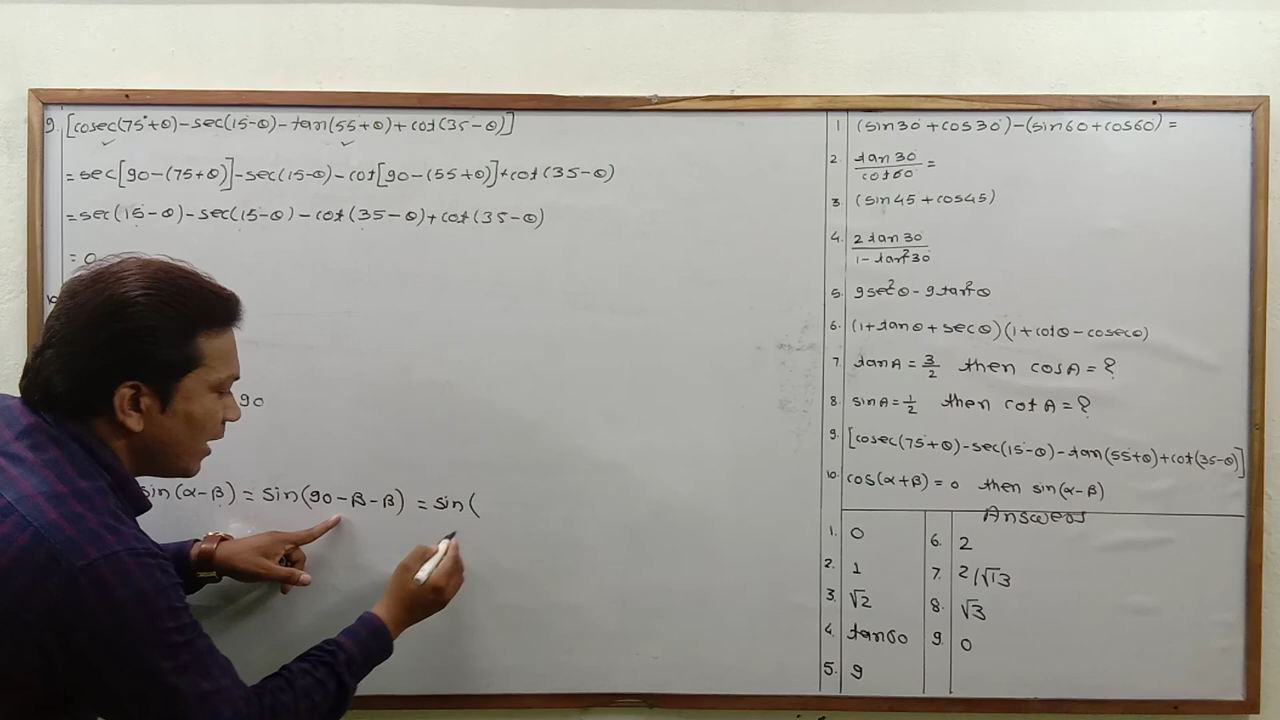 9. [cosec(75°+θ)-sec(15-θ)-tan(55+θ)+cot(35-θ)]
=sec[90-(75+θ)]-sec(15-θ)-cot[90-(55+θ)]+cot(35-θ)
=sec(15-θ)-sec(15-θ)-cot(35-θ)+cot(35-θ)
= 0
10
90
sin(α-β) = sin(90-β-β) = sin(
1 (sin30+cos30)-(sin60+cos60)=
2. tan30/cot60 =
3. (sin45+cos45)
4. 2tan30/1-tan²30
5. 9sec²θ-9tan²θ
6. (1+tanθ+secθ)(1+cotθ-cosecθ)
7. tanA=3/2 then cosA=?
8. sinA=1/2 then cotA=?
9. [cosec(75+θ)-sec(15-θ)-tan(55+θ)+cot(35-θ)]
10. cos(α+β)=0 then sin(α-β)
Answers
1. 0
2. 1
3. √2
4. tan60
5. 9
6. 2
7. 2/√13
8. √3
9. 0